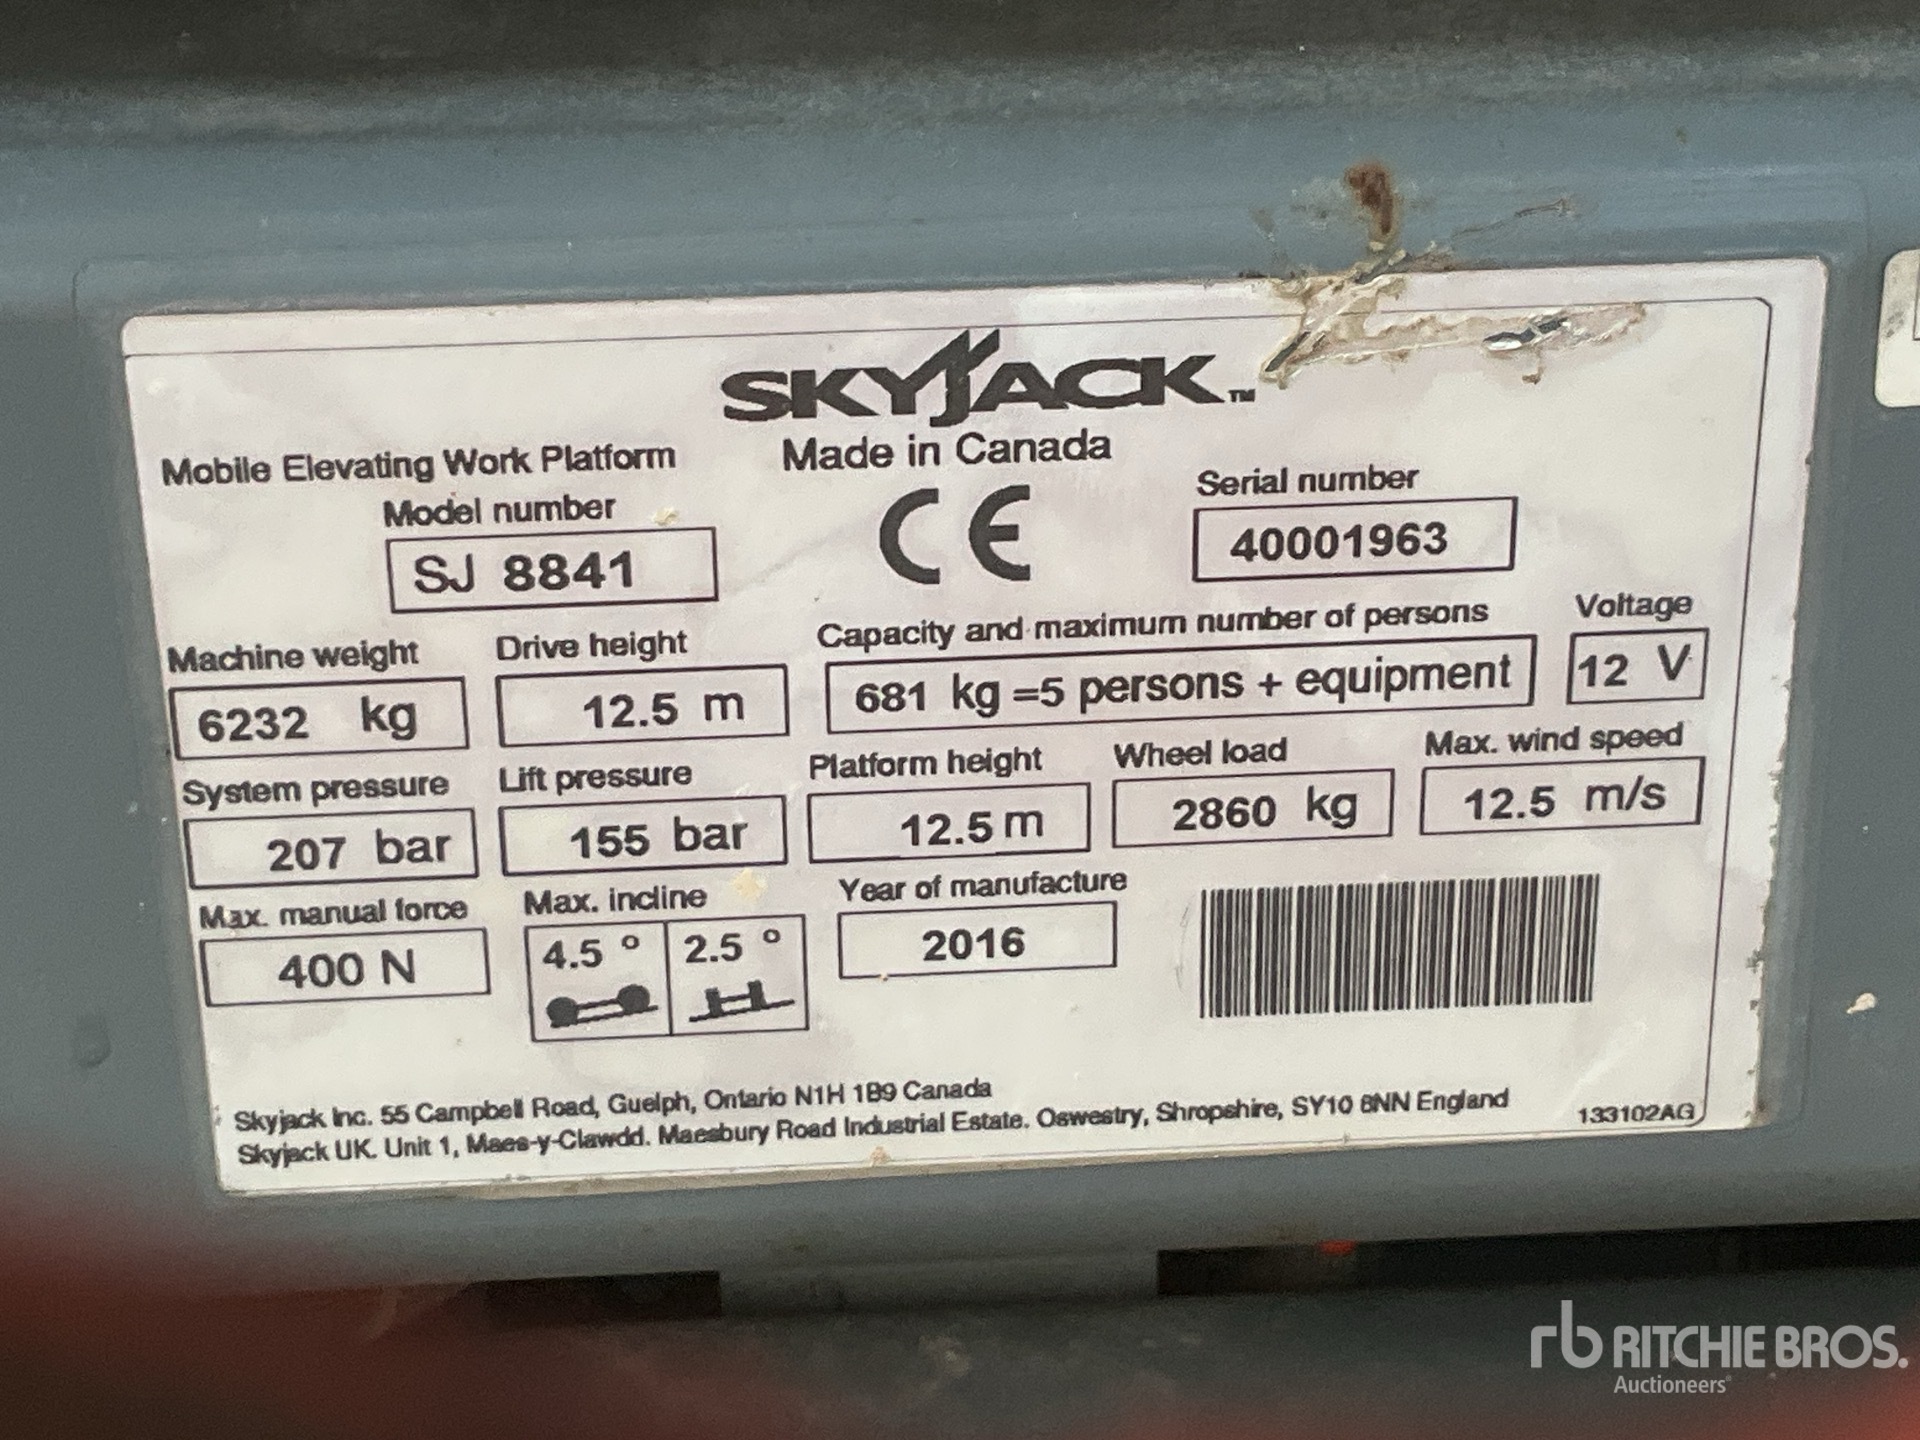 SKYJACK™
Made in Canada
Mobile Elevating Work Platform
Model number
SJ 8841
CE
Serial number
40001963
Machine weight
6232 kg
Drive height
12.5 m
Capacity and maximum number of persons
681 kg =5 persons + equipment
Voltage
12 V
System pressure
207 bar
Lift pressure
155 bar
Platform height
12.5 m
Wheel load
2860 kg
Max. wind speed
12.5 m/s
Max. manual force
400 N
Max. incline
4.5 °
2.5 °
Year of manufacture
2016
Skyjack Inc. 55 Campbell Road, Guelph, Ontario N1H 1B9 Canada
Skyjack UK. Unit 1, Maes-y-Clawdd. Maesbury Road Industrial Estate. Oswestry, Shropshire, SY10 8NN England
133102AG
rb RITCHIE BROS.
Auctioneers